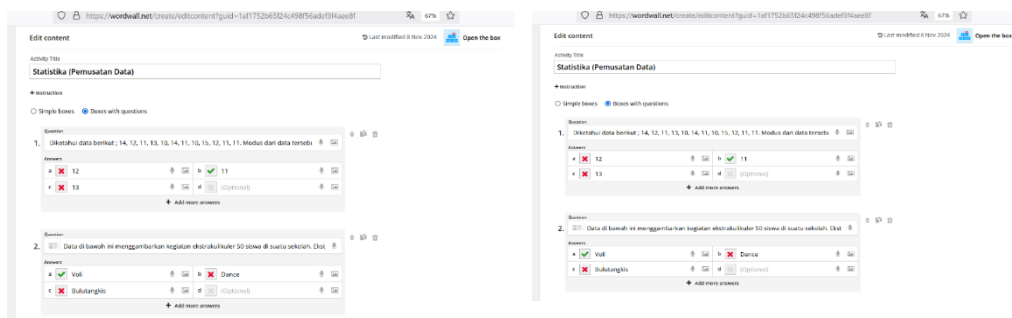 https://wordwall.net/create/editcontent?guid=1af1752b65f24c498f56adef3f4aee8f
67%
Edit content
Last modified 8 Nov 2024
Open the box
Activity Title
Statistika (Pemusatan Data)
+ Instruction
Simple boxes
Boxes with questions
Question
1. Diketahui data berikut ; 14, 12, 11, 13, 10, 14, 11, 10, 15, 12, 11, 11. Modus dari data tersebu
Answers
a 12
b 11
c 13
d (Optional)
+ Add more answers
Question
2. Data di bawah ini menggambarkan kegiatan ekstrakulikuler 50 siswa di suatu sekolah. Ekst
Answers
a Voli
b Dance
c Bulutangkis
d (Optional)
+ Add more answers
https://wordwall.net/create/editcontent?guid=1af1752b65f24c498f56adef3f4aee8f
67%
Edit content
Last modified 8 Nov 2024
Open the box
Activity Title
Statistika (Pemusatan Data)
+ Instruction
Simple boxes
Boxes with questions
Question
1. Diketahui data berikut ; 14, 12, 11, 13, 10, 14, 11, 10, 15, 12, 11, 11. Modus dari data tersebu
Answers
a 12
b 11
c 13
d (Optional)
+ Add more answers
Question
2. Data di bawah ini menggambarkan kegiatan ekstrakulikuler 50 siswa di suatu sekolah. Ekst
Answers
a Voli
b Dance
c Bulutangkis
d (Optional)
+ Add more answers